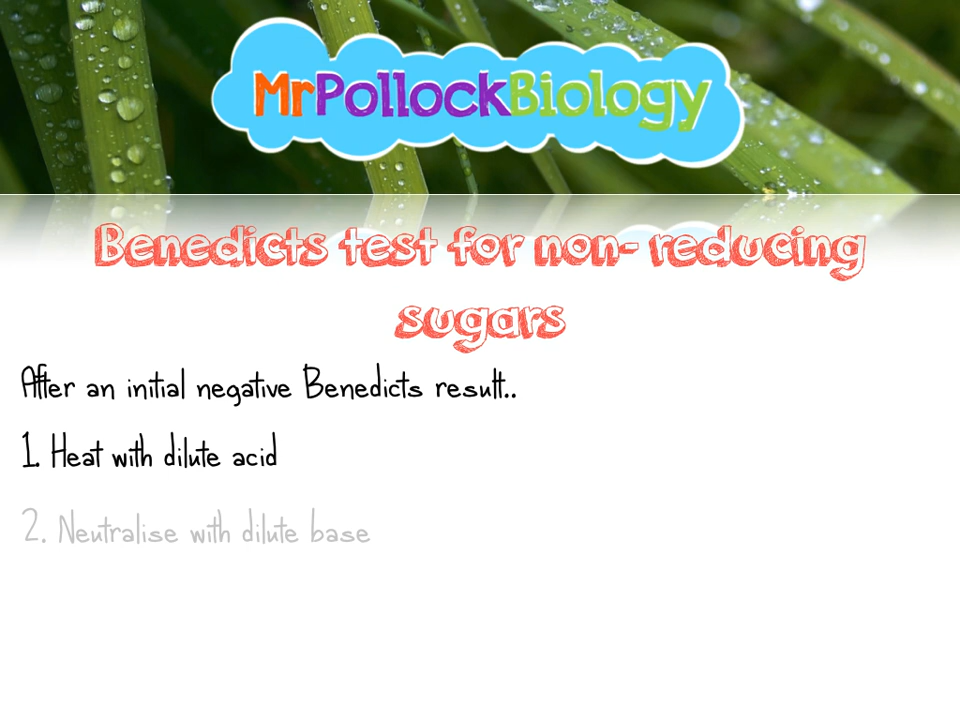 MrPollockBiology
Benedicts test for non- reducing
sugars
After an initial negative Benedicts result..
1. Heat with dilute acid
2. Neutralise with dilute base